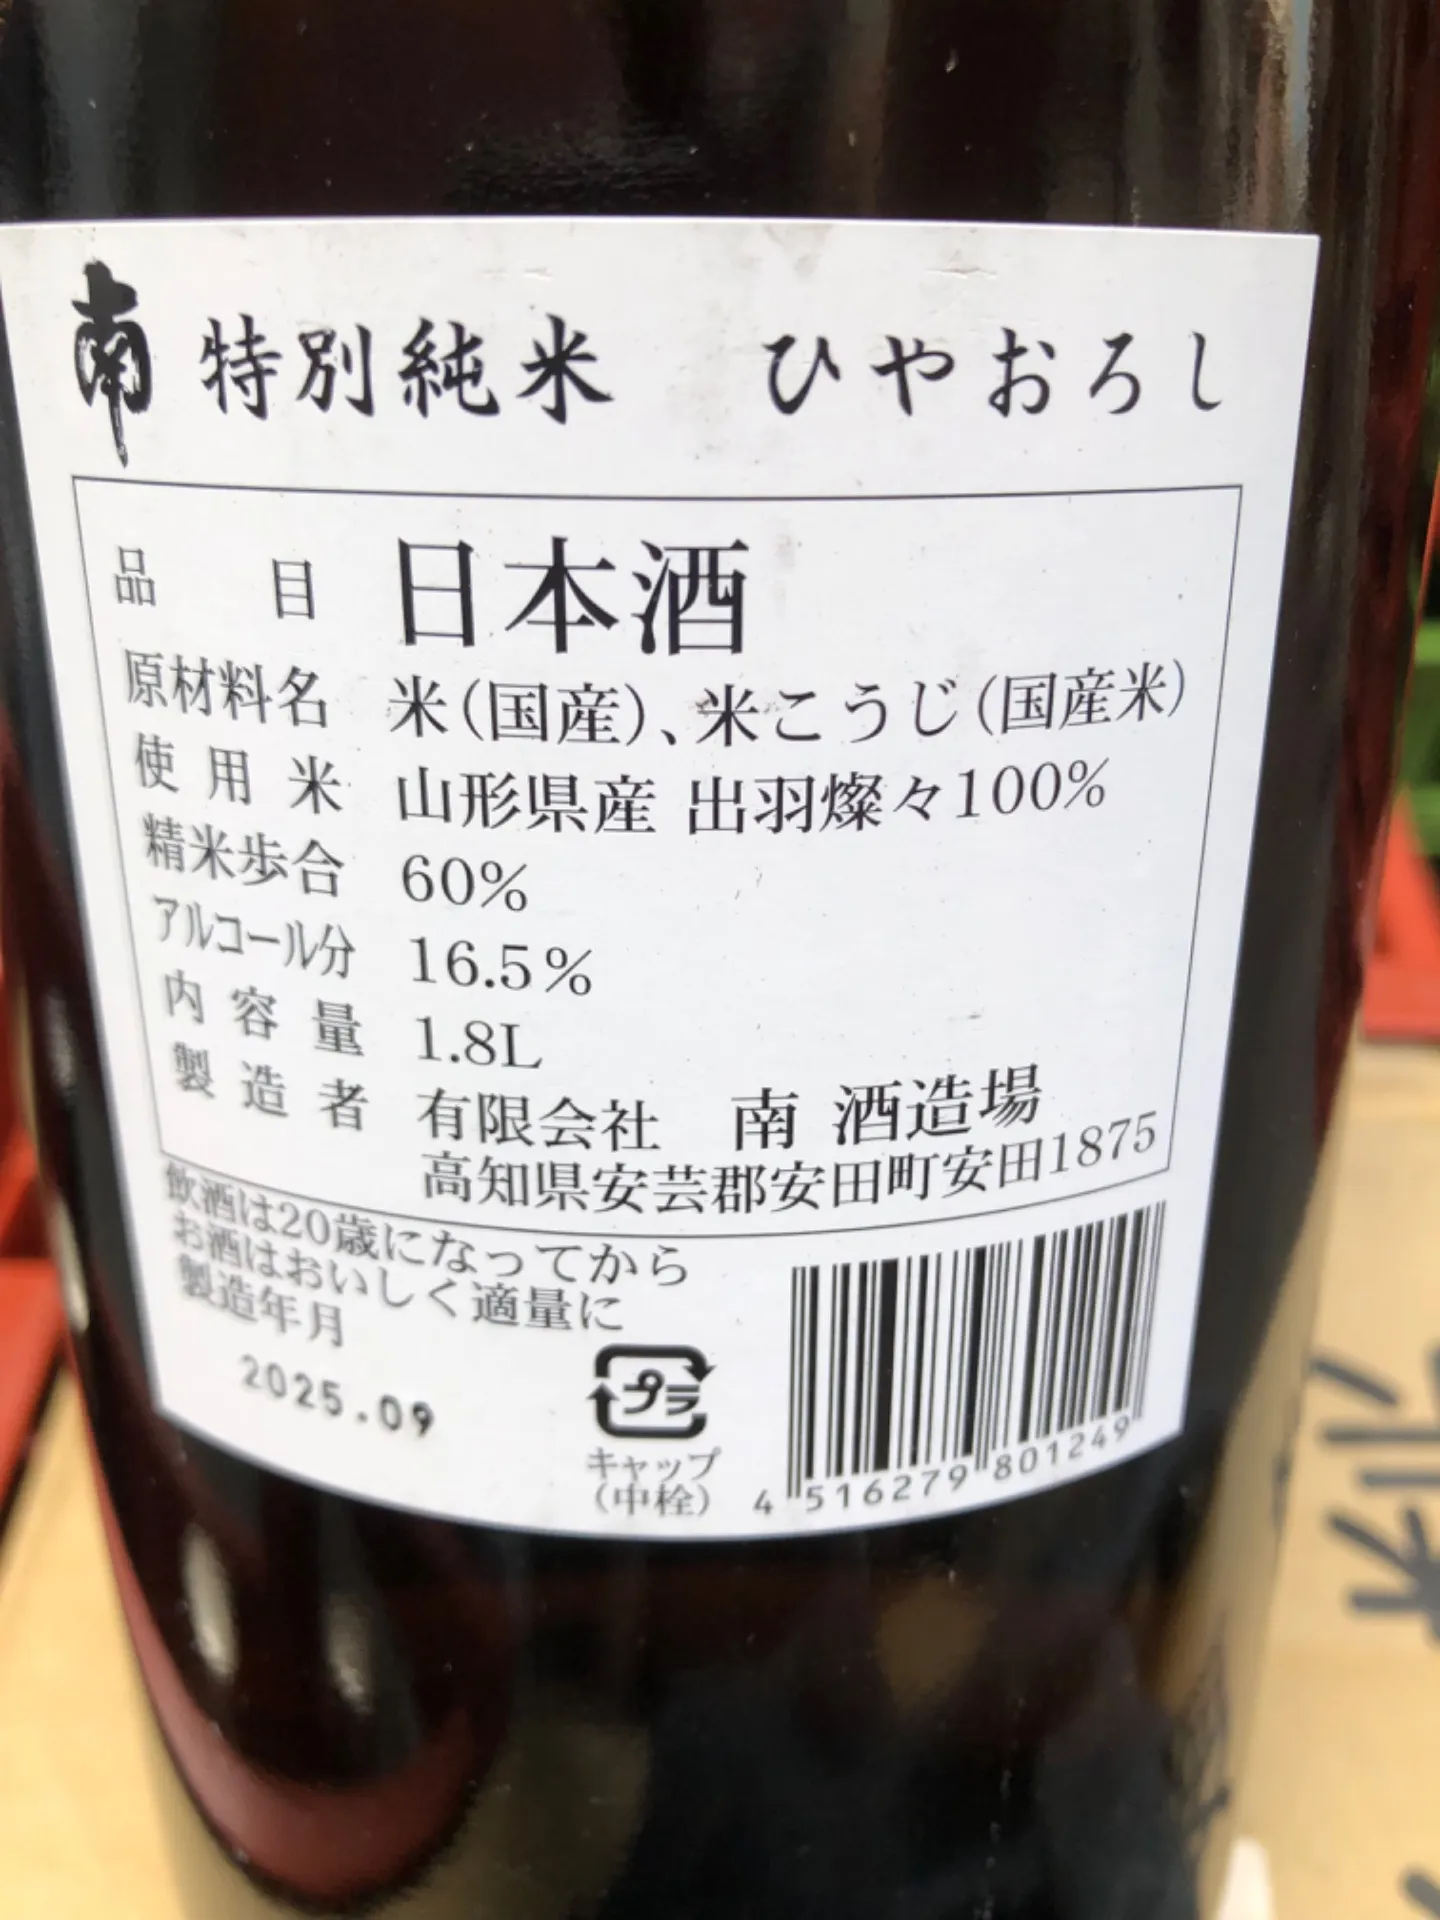 南 特別純米 ひやおろし
品目 日本酒
原材料名 米(国産)、米こうじ(国産米)
使用米 山形県産 出羽燦々100%
精米歩合 60%
アルコール分 16.5%
内容量 1.8L
製造者 有限会社 南 酒造場
高知県安芸郡安田町安田1875
飲酒は20歳になってから
お酒はおいしく適量に
製造年月
2025.09
プラ
キャップ
(中栓)
4 516279 801249